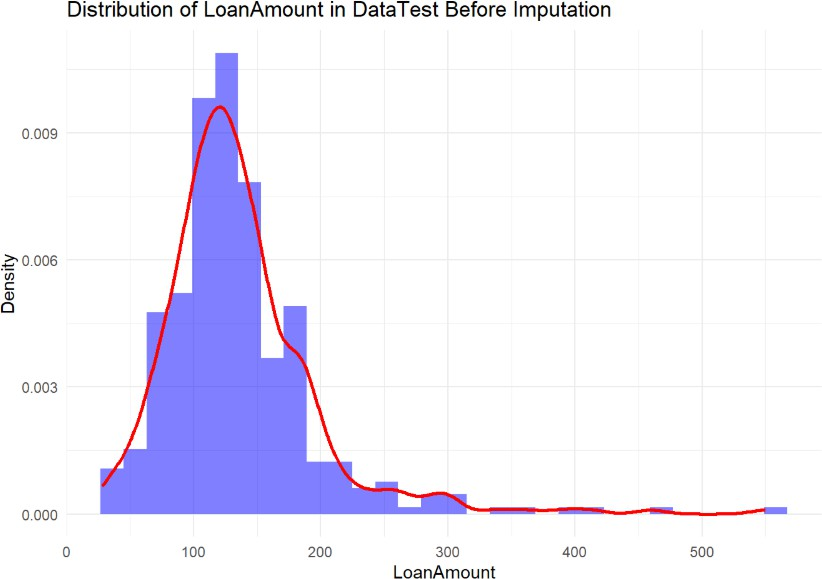 Distribution of LoanAmount in DataTest Before Imputation
Density
0.009
0.006
0.003
0.000
0 100 200 300 400 500
LoanAmount